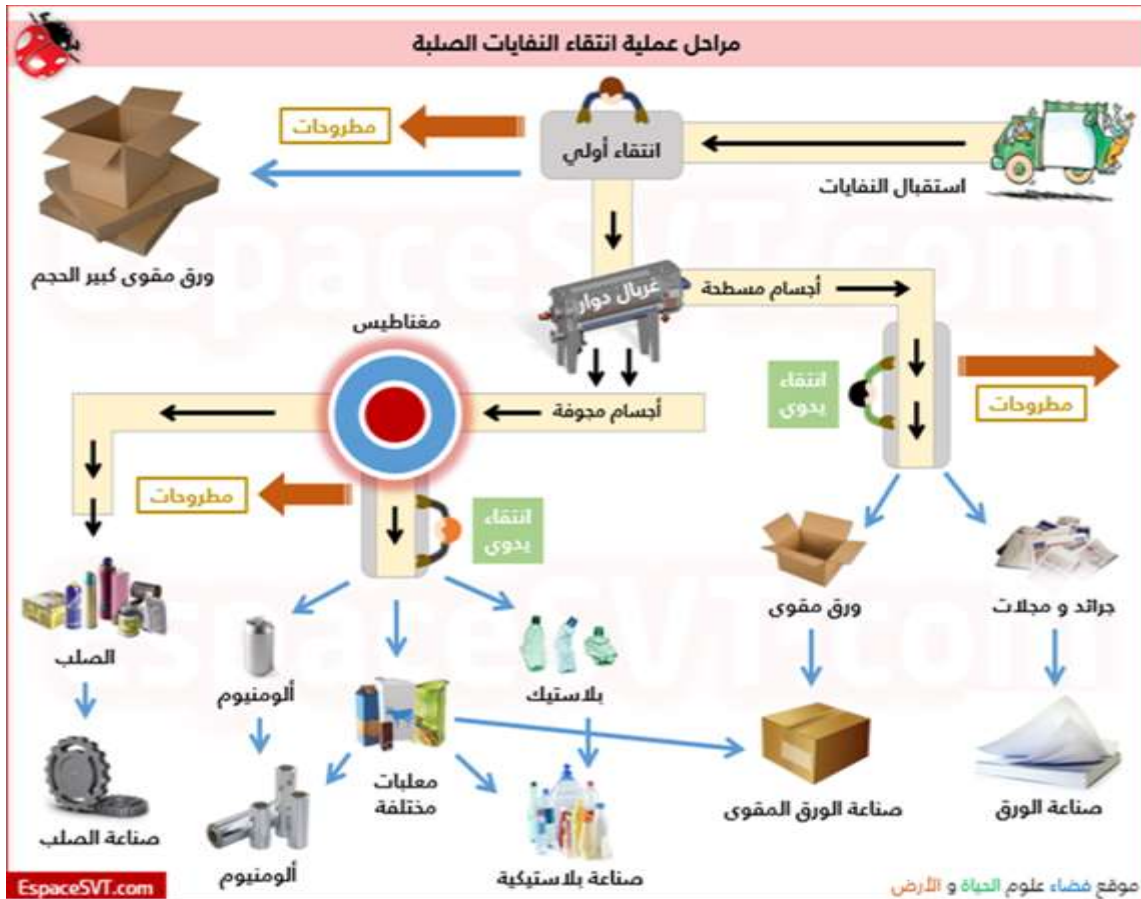 مراحل عملية انتقاء النفايات الصلبة
مطروحات
انتقاء أولي
استقبال النفايات
ورق مقوى كبير الحجم
غربال دوار
أجسام مسطحة
مغناطيس
انتقاء
يدوي
مطروحات
أجسام مجوفة
مطروحات
انتقاء
يدوي
جرائد و مجلات
ورق مقوى
بلاستيك
ألومنيوم
الصلب
معلبات
مختلفة
صناعة الورق
صناعة الورق المقوى
صناعة بلاستيكية
ألومنيوم
صناعة الصلب
موقع فضاء علوم الحياة و الأرض
EspaceSVT.com
espaceSVT.com
espaceSVT.com